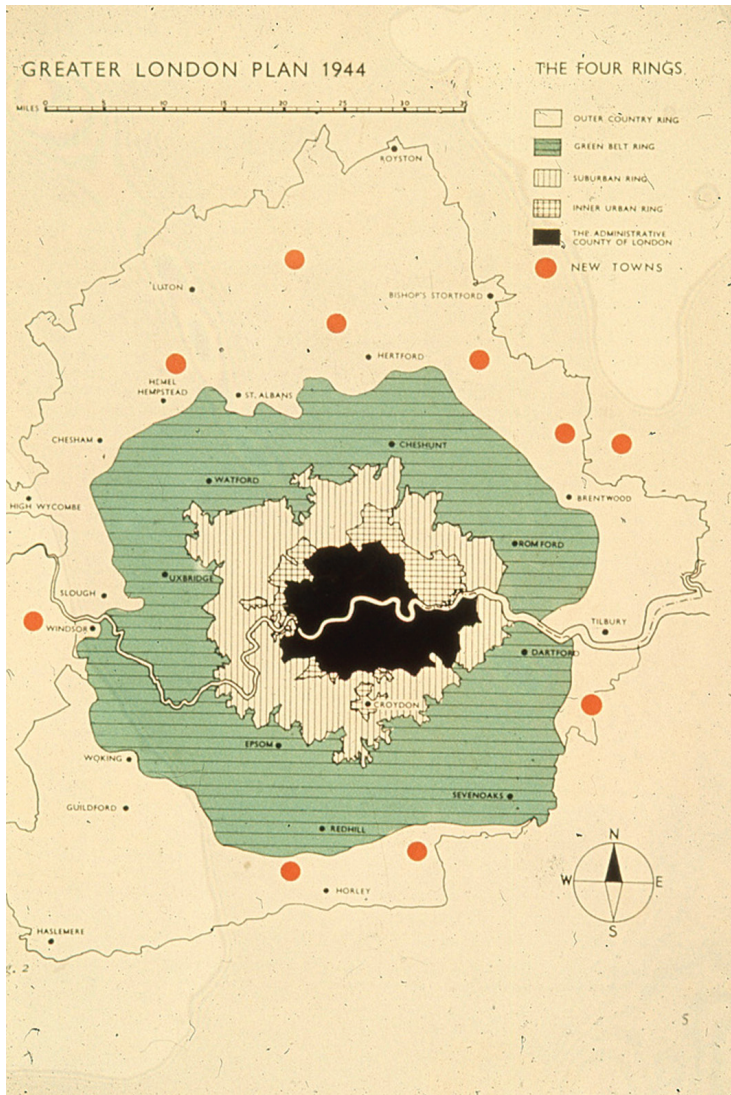 GREATER LONDON PLAN 1944
THE FOUR RINGS
MILES 0 5 10 15 20 25 30 35
OUTER COUNTRY RING
GREEN BELT RING
SUBURBAN RING
INNER URBAN RING
THE ADMINISTRATIVE
COUNTY OF LONDON
NEW TOWNS
ROYSTON
LUTON
BISHOP'S STORTFORD
HERTFORD
HEMEL
HEMPSTEAD
ST. ALBANS
CHESHAM
CHESHUNT
WATFORD
HIGH WYCOMBE
BRENTWOOD
ROMFORD
UXBRIDGE
SLOUGH
WINDSOR
TILBURY
DARTFORD
CROYDON
EPSOM
WOKING
SEVENOAKS
GUILDFORD
REDHILL
HORLEY
HASLEMERE
N
W E
S
2
5